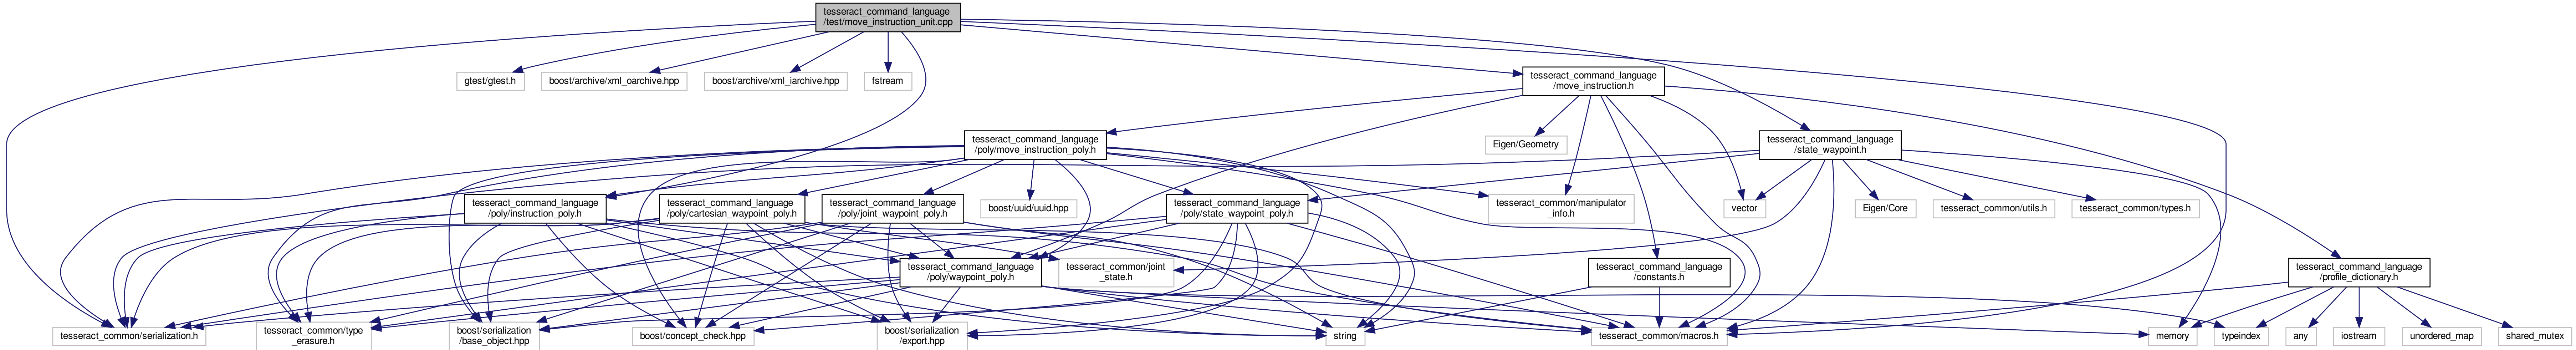 tesseract_command_language
/test/move_instruction_unit.cpp
gtest/gtest.h
boost/archive/xml_oarchive.hpp
boost/archive/xml_iarchive.hpp
fstream
tesseract_command_language
/move_instruction.h
tesseract_command_language
/poly/move_instruction_poly.h
Eigen/Geometry
tesseract_command_language
/state_waypoint.h
tesseract_command_language
/poly/instruction_poly.h
tesseract_command_language
/poly/cartesian_waypoint_poly.h
tesseract_command_language
/poly/joint_waypoint_poly.h
boost/uuid/uuid.hpp
tesseract_command_language
/poly/state_waypoint_poly.h
tesseract_common/manipulator
_info.h
vector
Eigen/Core
tesseract_common/utils.h
tesseract_common/types.h
tesseract_command_language
/poly/waypoint_poly.h
tesseract_common/joint
_state.h
tesseract_command_language
/constants.h
tesseract_command_language
/profile_dictionary.h
tesseract_common/serialization.h
tesseract_common/type
_erasure.h
boost/serialization
/base_object.hpp
boost/concept_check.hpp
boost/serialization
/export.hpp
string
tesseract_common/macros.h
memory
typeindex
any
iostream
unordered_map
shared_mutex